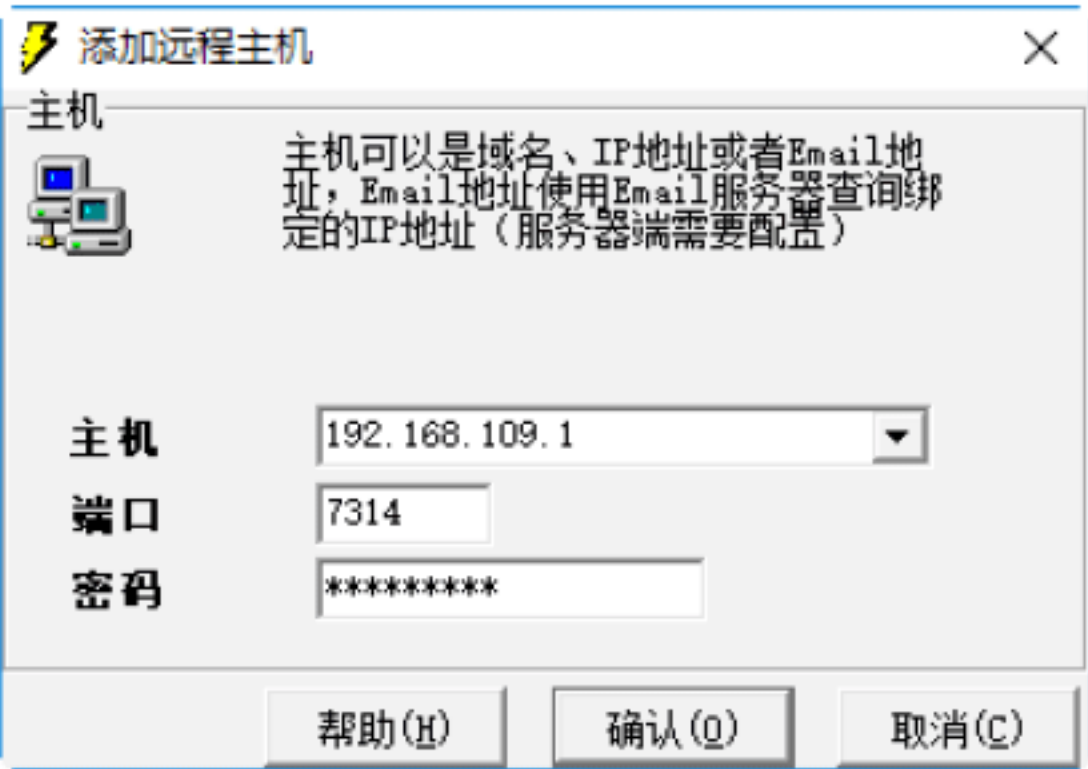 添加远程主机
主机
主机可以是域名、IP地址或者Email地
址，Email地址使用Email服务器查询绑
定的IP地址（服务器端需要配置）
主机 192.168.109.1
端口 7314
密码 *********
帮助(H) 确认(O) 取消(C)